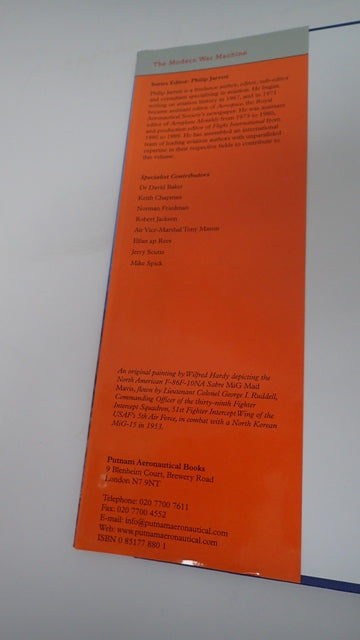 The Modern War Machine
Series Editor: Philip Jarrett
Philip Jarrett is a freelance author, editor, sub-editor
and consultant specialising in aviation. He began
writing on aviation history in 1967, and in 1971
became assistant editor of Aerospace, the Royal
Aeronautical Society's newspaper. He was assistant
editor of Aeroplane Monthly from 1973 to 1980,
and production editor of Flight International from
1980 to 1989. He has assembled an international
team of leading aviation authors with unparalleled
expertise in their respective fields to contribute to
this volume.
Specialist Contributors
Dr David Baker
Keith Chapman
Norman Friedman
Robert Jackson
Air Vice-Marshal Tony Mason
Elfan ap Rees
Jerry Scutts
Mike Spick
An original painting by Wilfred Hardy depicting the
North American F-86F-10NA Sabre MiG Mad
Mavis, flown by Lieutenant Colonel George I. Ruddell,
Commanding Officer of the thirty-ninth Fighter
Intercept Squadron, 51st Fighter Intercept Wing of the
USAF's 5th Air Force, in combat with a North Korean
MiG-15 in 1953.
Putnam Aeronautical Books
9 Blenheim Court, Brewery Road
London N7 9NT
Telephone: 020 7700 7611
Fax: 020 7700 4552
E-mail: info@putnamaeronautical.com
Web: www.putnamaeronautical.com
ISBN 0 85177 880 1